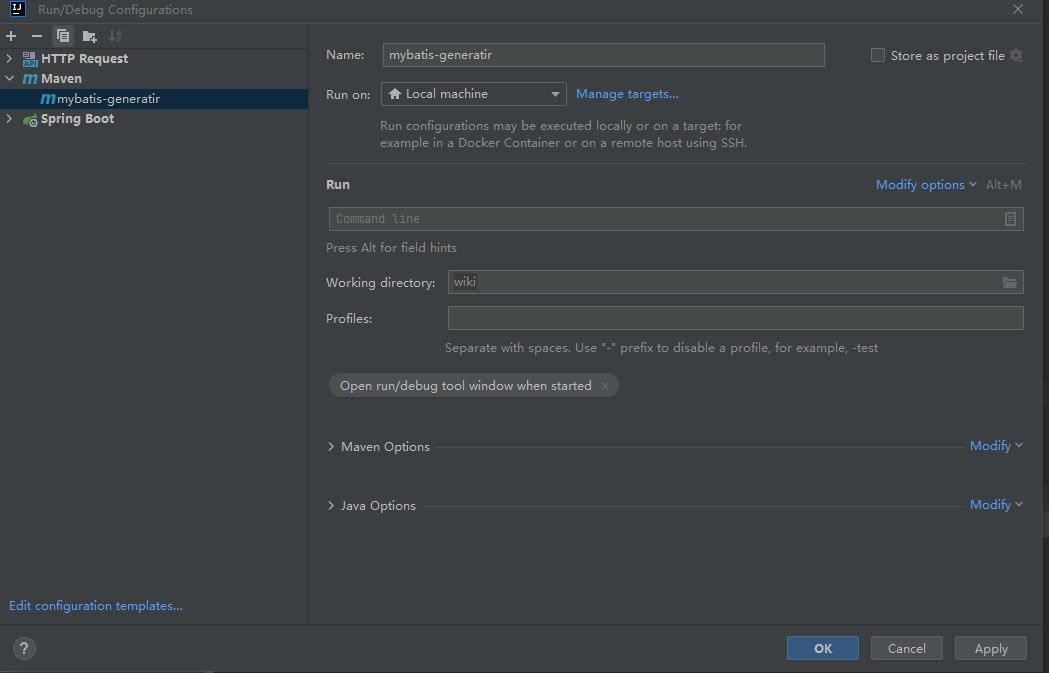 Run/Debug Configurations
HTTP Request
Maven
mybatis-generatir
Spring Boot
Edit configuration templates...
Name: mybatis-generatir Store as project file
Run on: Local machine Manage targets...
Run configurations may be executed locally or on a target: for
example in a Docker Container or on a remote host using SSH.
Run Modify options Alt+M
Command line
Press Alt for field hints
Working directory: wiki
Profiles:
Separate with spaces. Use "-" prefix to disable a profile, for example, -test
Open run/debug tool window when started
Maven Options Modify
Java Options Modify
? OK Cancel Apply